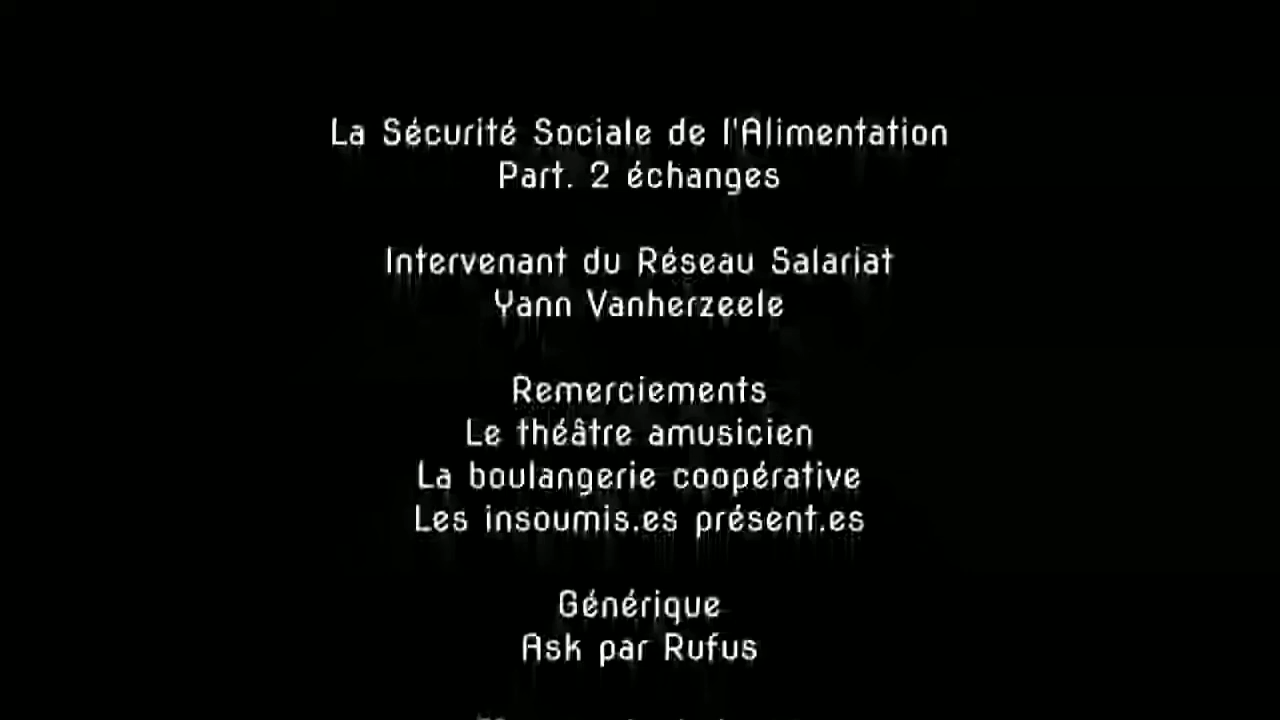 La Sécurité Sociale de l'Alimentation
Part. 2 échanges
Intervenant du Réseau Salariat
Yann Vanherzeele
Remerciements
Le théâtre amusicien
La boulangerie coopérative
Les insoumis.es présent.es
Générique
Ask par Rufus